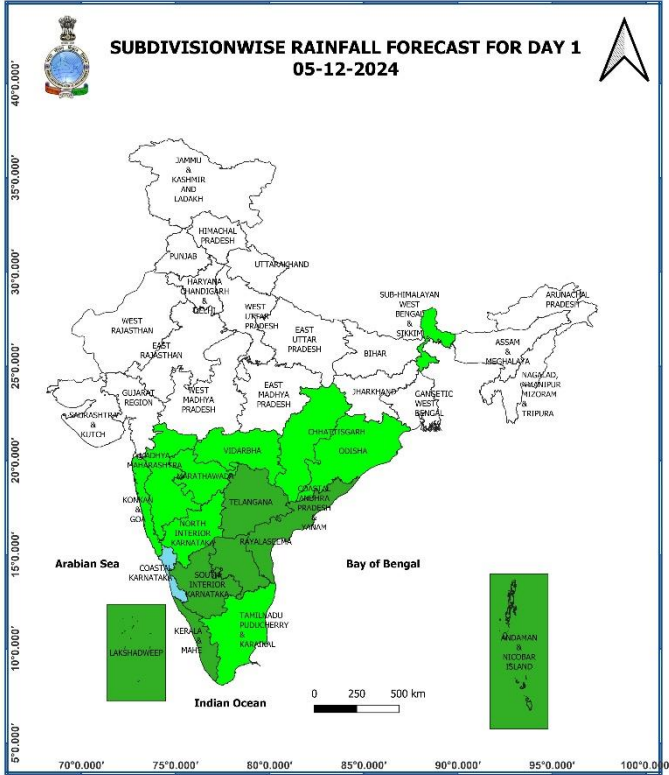 SUBDIVISIONWISE RAINFALL FORECAST FOR DAY 1
05-12-2024
40°0.000'
35°0.000'
30°0.000'
25°0.000'
20°0.000'
15°0.000'
10°0.000'
5°0.000'
JAMMU
&
KASHMIR
AND
LADAKH
HIMACHAL
PRADESH
PUNJAB
UTTARAKHAND
HARYANA
CHANDIGARH
&
DELHI
WEST
RAJASTHAN
EAST
RAJASTHAN
WEST
UTTAR
PRADESH
EAST
UTTAR
PRADESH
SUB-HIMALAYAN
WEST
BENGAL
&
SIKKIM
ARUNACHAL
PRADESH
BIHAR
ASSAM
&
MEGHALAYA
NAGALAD,
MANIPUR
MIZORAM
&
TRIPURA
GUJARAT
REGION
SAURASHTRA
&
KUTCH
WEST
MADHYA
PRADESH
EAST
MADHYA
PRADESH
JHARKHAND
GANGETIC
WEST
BENGAL
CHHATTISGARH
ODISHA
VIDARBHA
MADHYA
MAHARASHTRA
MARATHAWADA
KONKAN
&
GOA
TELANGANA
COASTAL
ANDHRA
PRADESH
&
YANAM
NORTH
INTERIOR
KARNATAKA
RAYALASEEMA
Arabian Sea
Bay of Bengal
COASTAL
KARNATAKA
SOUTH
INTERIOR
KARNATAKA
TAMILNADU
PUDUCHERRY
&
KARAIKAL
KERALA
&
MAHE
LAKSHADWEEP
ANDAMAN
&
NICOBAR
ISLAND
Indian Ocean
0 250 500 km
70°0.000' 75°0.000' 80°0.000' 85°0.000' 90°0.000' 95°0.000' 100°0.000'